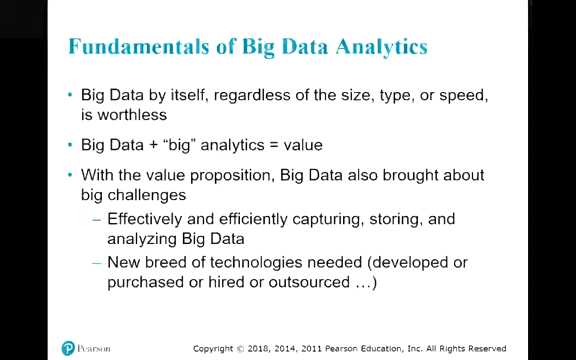 Fundamentals of Big Data Analytics
• Big Data by itself, regardless of the size, type, or speed,
is worthless
• Big Data + “big” analytics = value
• With the value proposition, Big Data also brought about
big challenges
– Effectively and efficiently capturing, storing, and
analyzing Big Data
– New breed of technologies needed (developed or
purchased or hired or outsourced …)
Pearson
Copyright © 2018, 2014, 2011 Pearson Education, Inc. All Rights Reserved